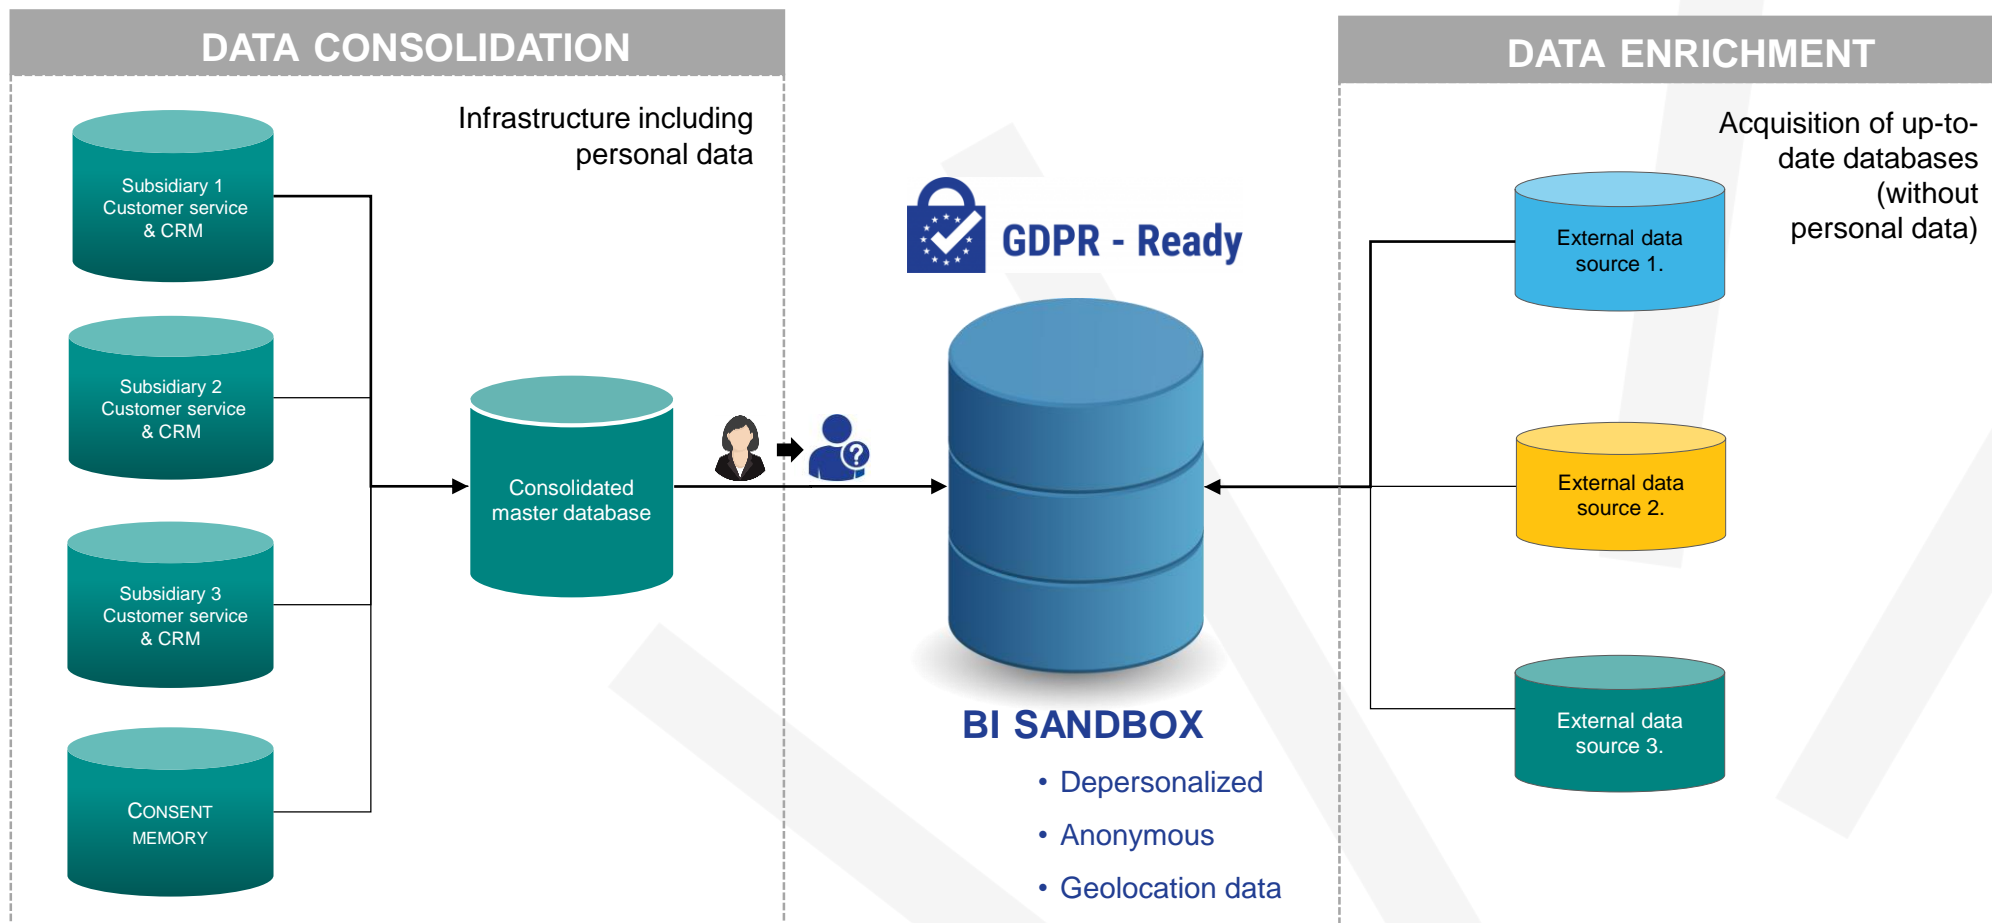 DATA CONSOLIDATION
Infrastructure including
personal data
Subsidiary 1
Customer service
& CRM
Subsidiary 2
Customer service
& CRM
Subsidiary 3
Customer service
& CRM
CONSENT
MEMORY
Consolidated
master database
?
GDPR - Ready
BI SANDBOX
• Depersonalized
• Anonymous
• Geolocation data
DATA ENRICHMENT
Acquisition of up-to-
date databases
(without
personal data)
External data
source 1.
External data
source 2.
External data
source 3.